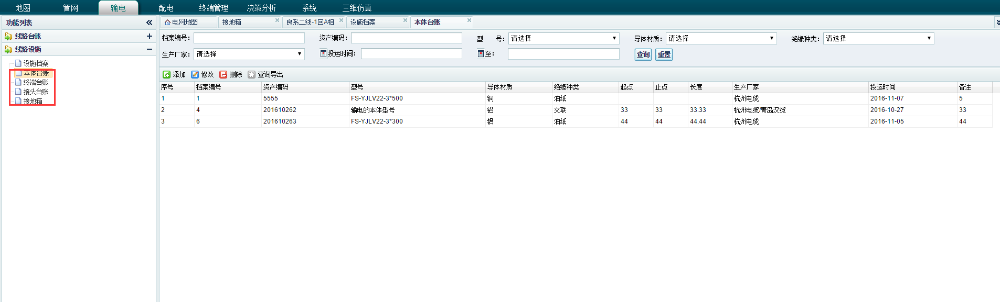 地图 管网 输电 配电 终端管理 决策分析 系统 三维仿真
功能列表
线路台账
线路设施
设施档案
本体台账
终端台账
接头台账
接地箱
电网地图 接地箱 良系二线-1回A相 设施档案 本体台账
档案编号： 资产编码： 型 号： 请选择 导体材质： 请选择 绝缘种类： 请选择
生产厂家： 请选择 投运时间： 至： 查询 重置
添加 修改 删除 查询导出
序号 档案编号 资产编码 型号 导体材质 绝缘种类 起点 止点 长度 生产厂家 投运时间 备注
1 1 5555 FS-YJLV22-3*500 铜 油纸 杭州电缆 2016-11-07 5
2 4 201610262 输电的本体型号 铝 交联 33 33 33.33 杭州电缆/青岛汉缆 2016-10-27 33
3 6 201610263 FS-YJLV22-3*300 铝 油纸 44 44 44.44 杭州电缆 2016-11-05 44